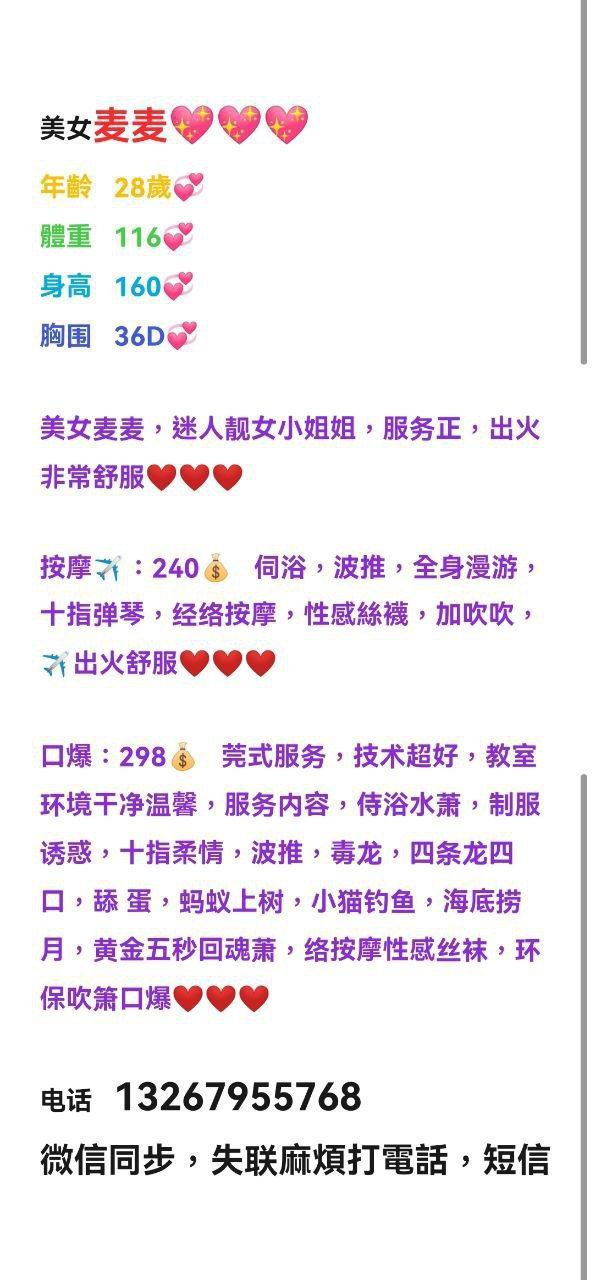 美女麦麦💖💖💖
年齡 28歲💞
體重 116💞
身高 160💞
胸围 36D💞
美女麦麦，迷人靓女小姐姐，服务正，出火
非常舒服❤️❤️❤️
按摩✈️：240💰 伺浴，波推，全身漫游，
十指弹琴，经络按摩，性感絲襪，加吹吹，
✈️出火舒服❤️❤️❤️
口爆：298💰 莞式服务，技术超好，教室
环境干净温馨，服务内容，侍浴水萧，制服
诱惑，十指柔情，波推，毒龙，四条龙四
口，舔 蛋，蚂蚁上树，小猫钓鱼，海底捞
月，黄金五秒回魂萧，络按摩性感丝袜，环
保吹箫口爆❤️❤️❤️
电话 13267955768
微信同步，失联麻煩打電話，短信